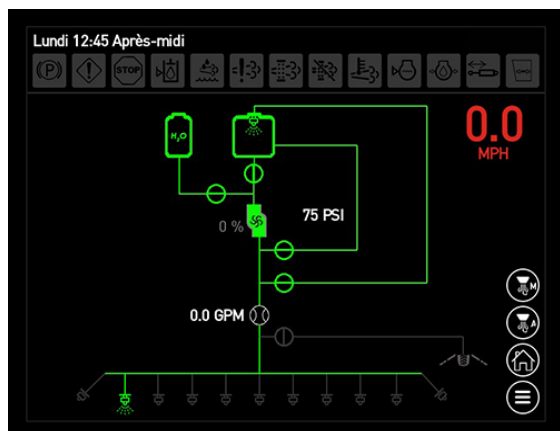 Lundi 12:45 Après-midi
(P)
!
STOP
0.0
MPH
H₂O
75 PSI
0 %
0.0 GPM
M
A